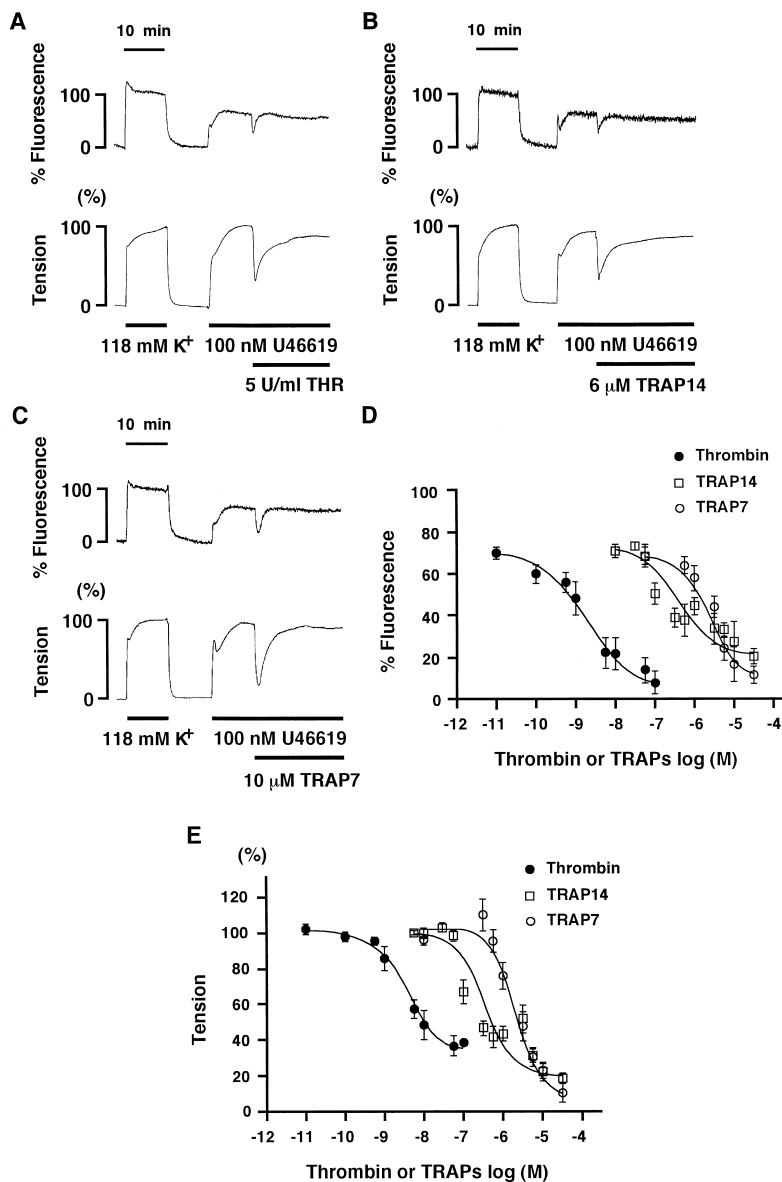 A
10 min
% Fluorescence
100
0
(%)
Tension
100
0
118 mM K+
100 nM U46619
5 U/ml THR
B
10 min
% Fluorescence
100
0
(%)
Tension
100
0
118 mM K+
100 nM U46619
6 μM TRAP14
C
10 min
% Fluorescence
100
0
(%)
Tension
100
0
118 mM K+
100 nM U46619
10 μM TRAP7
D
Thrombin
TRAP14
TRAP7
% Fluorescence
100
80
60
40
20
0
-12 -11 -10 -9 -8 -7 -6 -5 -4
Thrombin or TRAPs log (M)
E
(%)
Thrombin
TRAP14
TRAP7
Tension
120
100
80
60
40
20
0
-12 -11 -10 -9 -8 -7 -6 -5 -4
Thrombin or TRAPs log (M)